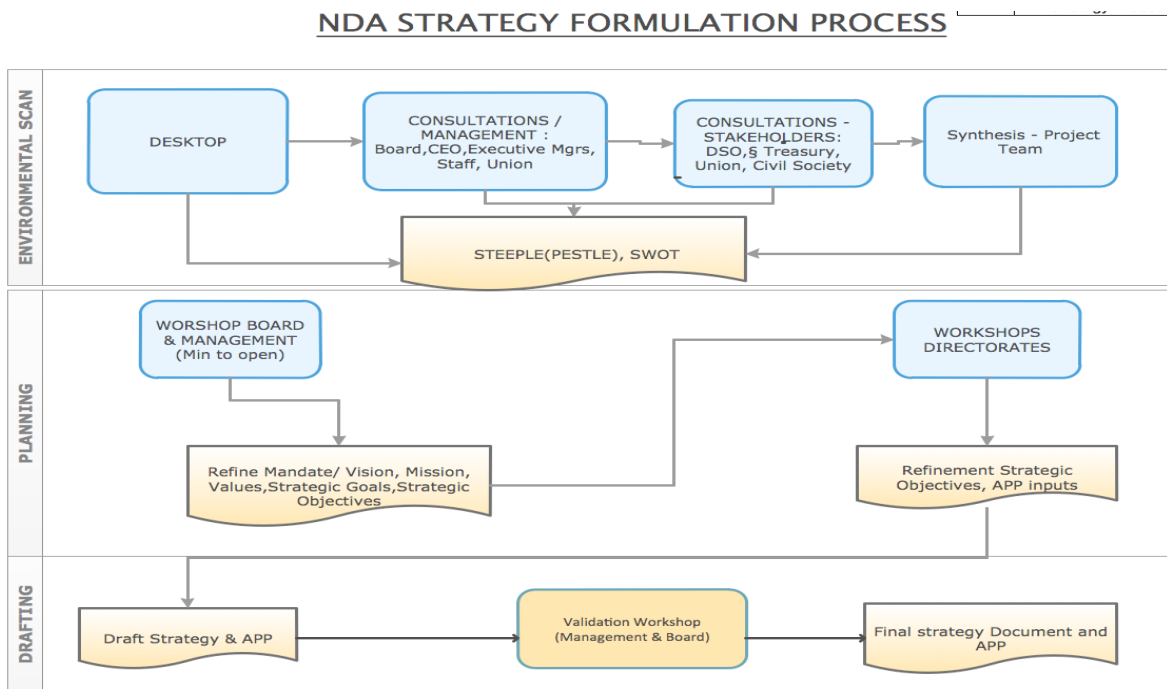 NDA STRATEGY FORMULATION PROCESS
ENVIRONMENTAL SCAN
DESKTOP
CONSULTATIONS /
MANAGEMENT :
Board,CEO,Executive Mgrs,
Staff, Union
CONSULTATIONS -
STAKEHOLDERS:
DSO,§ Treasury,
Union, Civil Society
Synthesis - Project
Team
STEEPLE(PESTLE), SWOT
PLANNING
WORSHOP BOARD
& MANAGEMENT
(Min to open)
WORKSHOPS
DIRECTORATES
Refine Mandate/ Vision, Mission,
Values,Strategic Goals,Strategic
Objectives
Refinement Strategic
Objectives, APP inputs
DRAFTING
Draft Strategy & APP
Validation Workshop
(Management & Board)
Final strategy Document and
APP